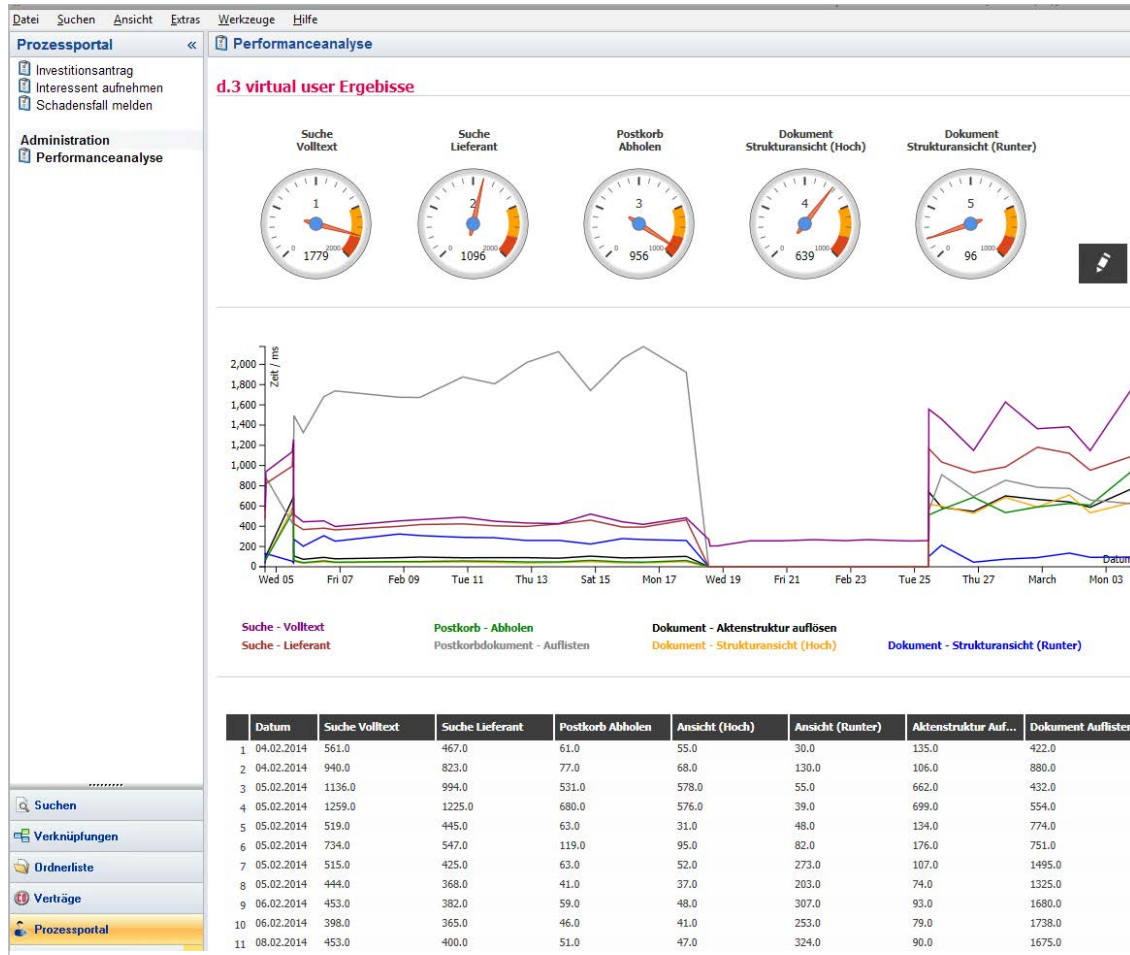 Datei Suchen Ansicht Extras Werkzeuge Hilfe
Prozessportal «
Performanceanalyse
Investitionsantrag
Interessent aufnehmen
Schadensfall melden
Administration
Performanceanalyse
d.3 virtual user Ergebisse
Suche Volltext
Suche Lieferant
Postkorb Abholen
Dokument Strukturansicht (Hoch)
Dokument Strukturansicht (Runter)
1 0 2000 1779
2 0 2000 1096
3 0 1000 956
4 0 1000 639
5 0 1000 96
Zeit / ms
2,000
1,800
1,600
1,400
1,200
1,000
800
600
400
200
0
Wed 05 Fri 07 Feb 09 Tue 11 Thu 13 Sat 15 Mon 17 Wed 19 Fri 21 Feb 23 Tue 25 Thu 27 March Mon 03
Datum
Suche - Volltext Postkorb - Abholen Dokument - Aktenstruktur auflösen
Suche - Lieferant Postkorbdokument - Auflisten Dokument - Strukturansicht (Hoch) Dokument - Strukturansicht (Runter)
Datum Suche Volltext Suche Lieferant Postkorb Abholen Ansicht (Hoch) Ansicht (Runter) Aktenstruktur Auf... Dokument Auflisten
1 04.02.2014 561.0 467.0 61.0 55.0 30.0 135.0 422.0
2 04.02.2014 940.0 823.0 77.0 68.0 130.0 106.0 880.0
3 05.02.2014 1136.0 994.0 531.0 578.0 55.0 662.0 432.0
4 05.02.2014 1259.0 1225.0 680.0 576.0 39.0 699.0 554.0
5 05.02.2014 519.0 445.0 63.0 31.0 48.0 134.0 774.0
6 05.02.2014 734.0 547.0 119.0 95.0 82.0 176.0 751.0
7 05.02.2014 515.0 425.0 63.0 52.0 273.0 107.0 1495.0
8 05.02.2014 444.0 368.0 41.0 37.0 203.0 74.0 1325.0
9 06.02.2014 453.0 382.0 59.0 48.0 307.0 93.0 1680.0
10 06.02.2014 398.0 365.0 46.0 41.0 253.0 79.0 1738.0
11 08.02.2014 453.0 400.0 51.0 47.0 324.0 90.0 1675.0
Suchen
Verknüpfungen
Ordnerliste
Verträge
Prozessportal